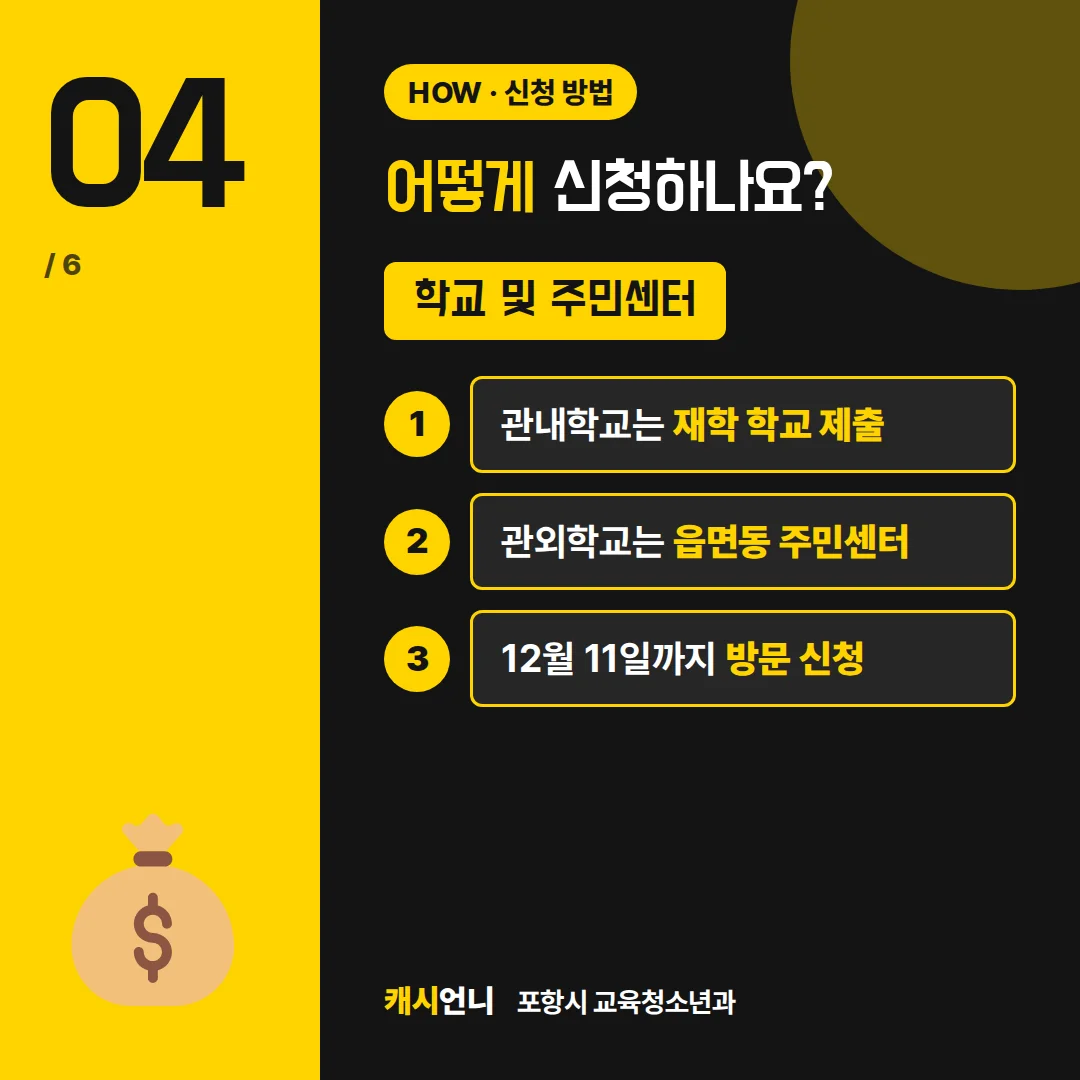 04
/ 6
HOW · 신청 방법
어떻게 신청하나요?
학교 및 주민센터
1 관내학교는 재학 학교 제출
2 관외학교는 읍면동 주민센터
3 12월 11일까지 방문 신청
$
캐시언니 포항시 교육청소년과